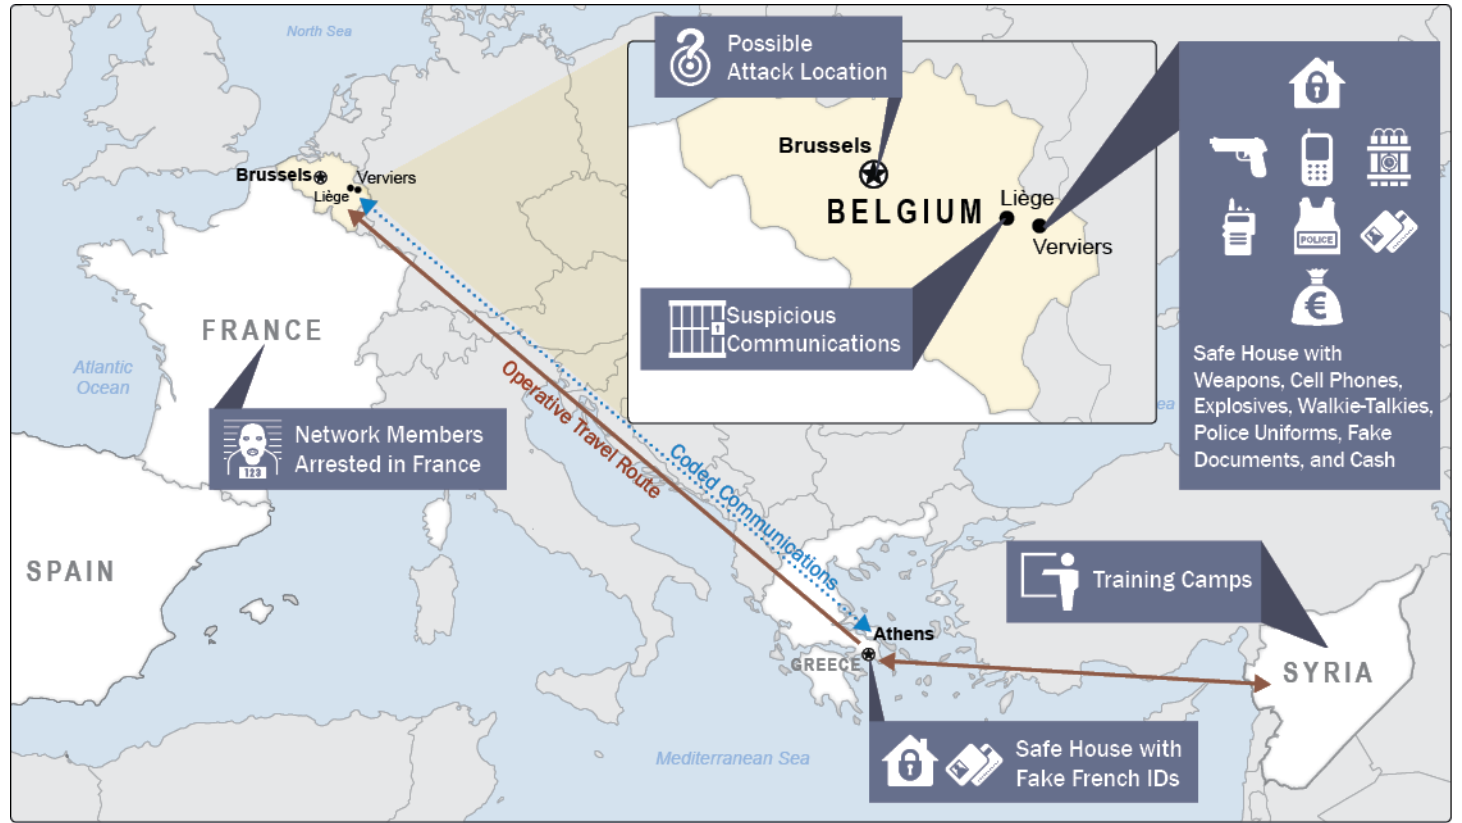 North Sea
Possible
Attack Location
Brussels
BELGIUM
Liège
Verviers
Suspicious
Communications
POLICE
€
Safe House with
Weapons, Cell Phones,
Explosives, Walkie-Talkies,
Police Uniforms, Fake
Documents, and Cash
Brussels
Verviers
Liège
FRANCE
Atlantic
Ocean
Network Members
Arrested in France
123
Operative Travel Route
Coded Communications
ea
SPAIN
Training Camps
Athens
GREECE
SYRIA
Safe House with
Fake French IDs
Mediterranean Sea